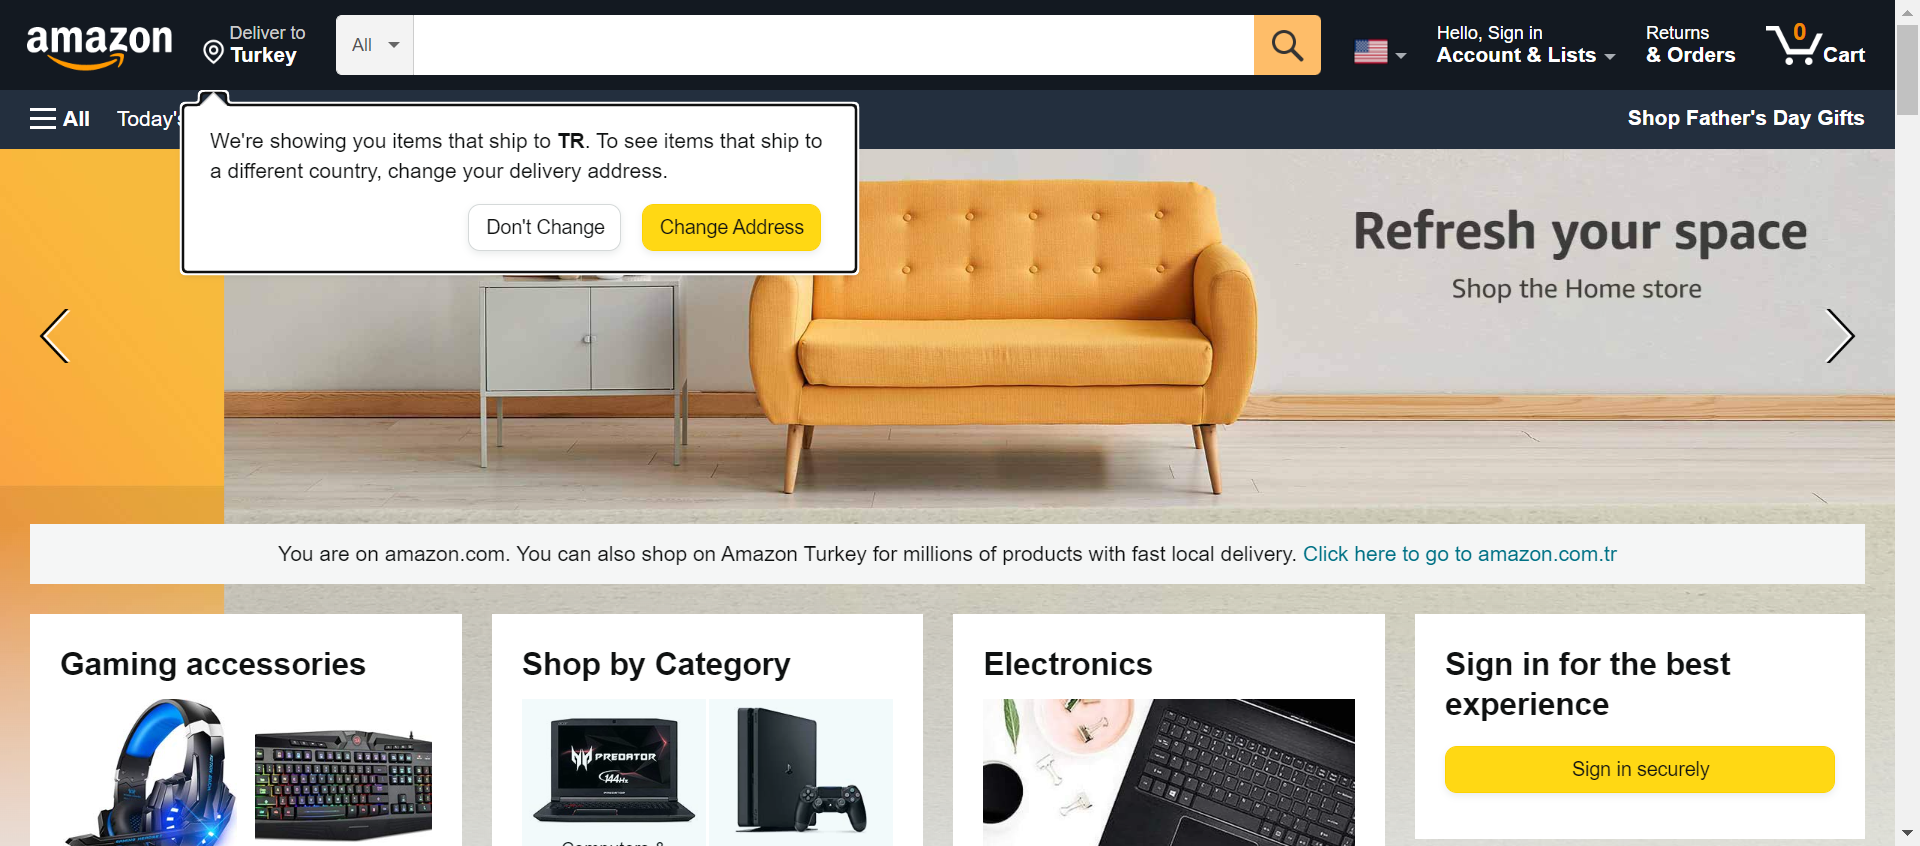 amazon
Deliver to
Turkey
All
Hello, Sign in
Account & Lists
Returns
& Orders
0
Cart
All
Today's
Shop Father's Day Gifts
We're showing you items that ship to TR. To see items that ship to
a different country, change your delivery address.
Don't Change
Change Address
Refresh your space
Shop the Home store
You are on amazon.com. You can also shop on Amazon Turkey for millions of products with fast local delivery. Click here to go to amazon.com.tr
Gaming accessories
Shop by Category
PREDATOR
144Hz
PREDATOR
Computers &
Electronics
Sign in for the best
experience
Sign in securely